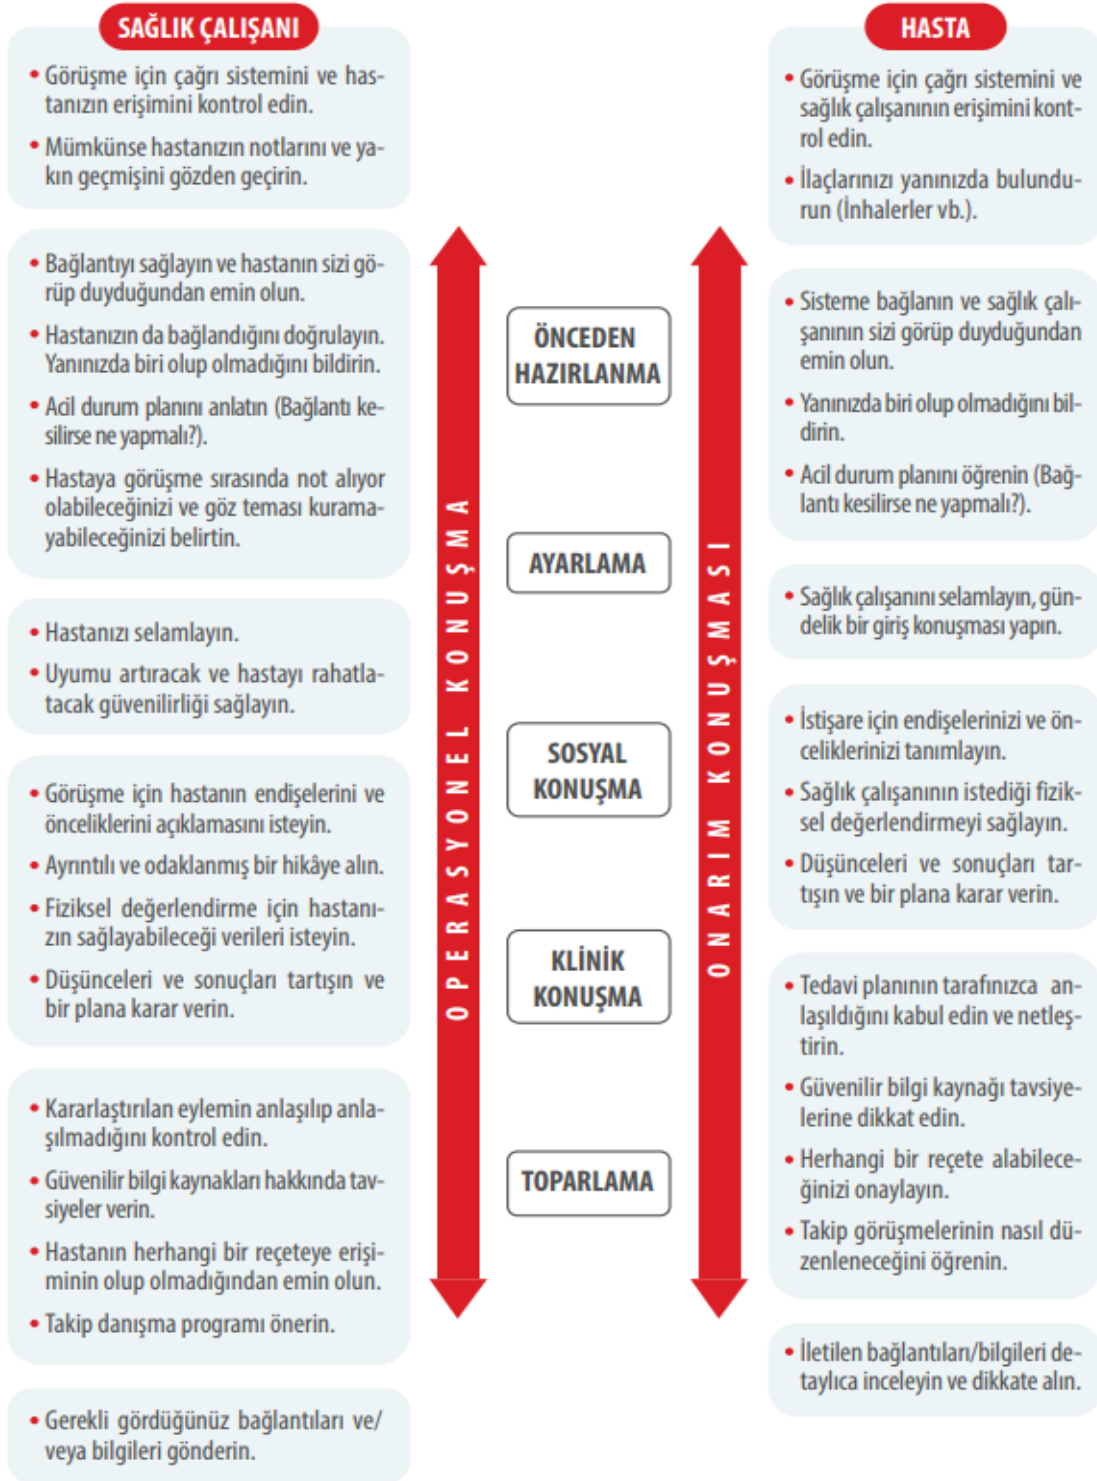 SAĞLIK ÇALIŞANI
• Görüşme için çağrı sistemini ve has-
tanızın erişimini kontrol edin.
• Mümkünse hastanızın notlarını ve ya-
kın geçmişini gözden geçirin.
• Bağlantıyı sağlayın ve hastanın sizi gö-
rüp duyduğundan emin olun.
• Hastanızın da bağlandığını doğrulayın.
Yanınızda biri olup olmadığını bildirin.
• Acil durum planını anlatın (Bağlantı ke-
silirse ne yapmalı?).
• Hastaya görüşme sırasında not alıyor
olabileceğinizi ve göz teması kurama-
yabileceğinizi belirtin.
• Hastanızı selamlayın.
• Uyumu artıracak ve hastayı rahatla-
tacak güvenilirliği sağlayın.
• Görüşme için hastanın endişelerini ve
önceliklerini açıklamasını isteyin.
• Ayrıntılı ve odaklanmış bir hikâye alın.
• Fiziksel değerlendirme için hastanı-
zın sağlayabileceği verileri isteyin.
• Düşünceleri ve sonuçları tartışın ve
bir plana karar verin.
• Kararlaştırılan eylemin anlaşılıp anla-
şılmadığını kontrol edin.
• Güvenilir bilgi kaynakları hakkında tav-
siyeler verin.
• Hastanın herhangi bir reçeteye erişi-
minin olup olmadığından emin olun.
• Takip danışma programı önerin.
• Gerekli gördüğünüz bağlantıları ve/
veya bilgileri gönderin.
OPERASYONEL KONUŞMA
ÖNCEDEN
HAZIRLANMA
AYARLAMA
SOSYAL
KONUŞMA
KLİNİK
KONUŞMA
TOPARLAMA
ONARIM KONUŞMASI
HASTA
• Görüşme için çağrı sistemini ve
sağlık çalışanının erişimini kont-
rol edin.
• İlaçlarınızı yanınızda bulundu-
run (İnhalerler vb.).
• Sisteme bağlanın ve sağlık çalı-
şanının sizi görüp duyduğundan
emin olun.
• Yanınızda biri olup olmadığını bil-
dirin.
• Acil durum planını öğrenin (Bağ-
lantı kesilirse ne yapmalı?).
• Sağlık çalışanını selamlayın, gün-
delik bir giriş konuşması yapın.
• İstişare için endişelerinizi ve ön-
celiklerinizi tanımlayın.
• Sağlık çalışanının istediği fizik-
sel değerlendirmeyi sağlayın.
• Düşünceleri ve sonuçları tar-
tışın ve bir plana karar verin.
• Tedavi planının tarafınızca an-
laşıldığını kabul edin ve netleş-
tirin.
• Güvenilir bilgi kaynağı tavsiye-
lerine dikkat edin.
• Herhangi bir reçete alabilece-
ğinizi onaylayın.
• Takip görüşmelerinin nasıl dü-
zenleneceğini öğrenin.
• İletilen bağlantıları/bilgileri de-
taylıca inceleyin ve dikkate alın.